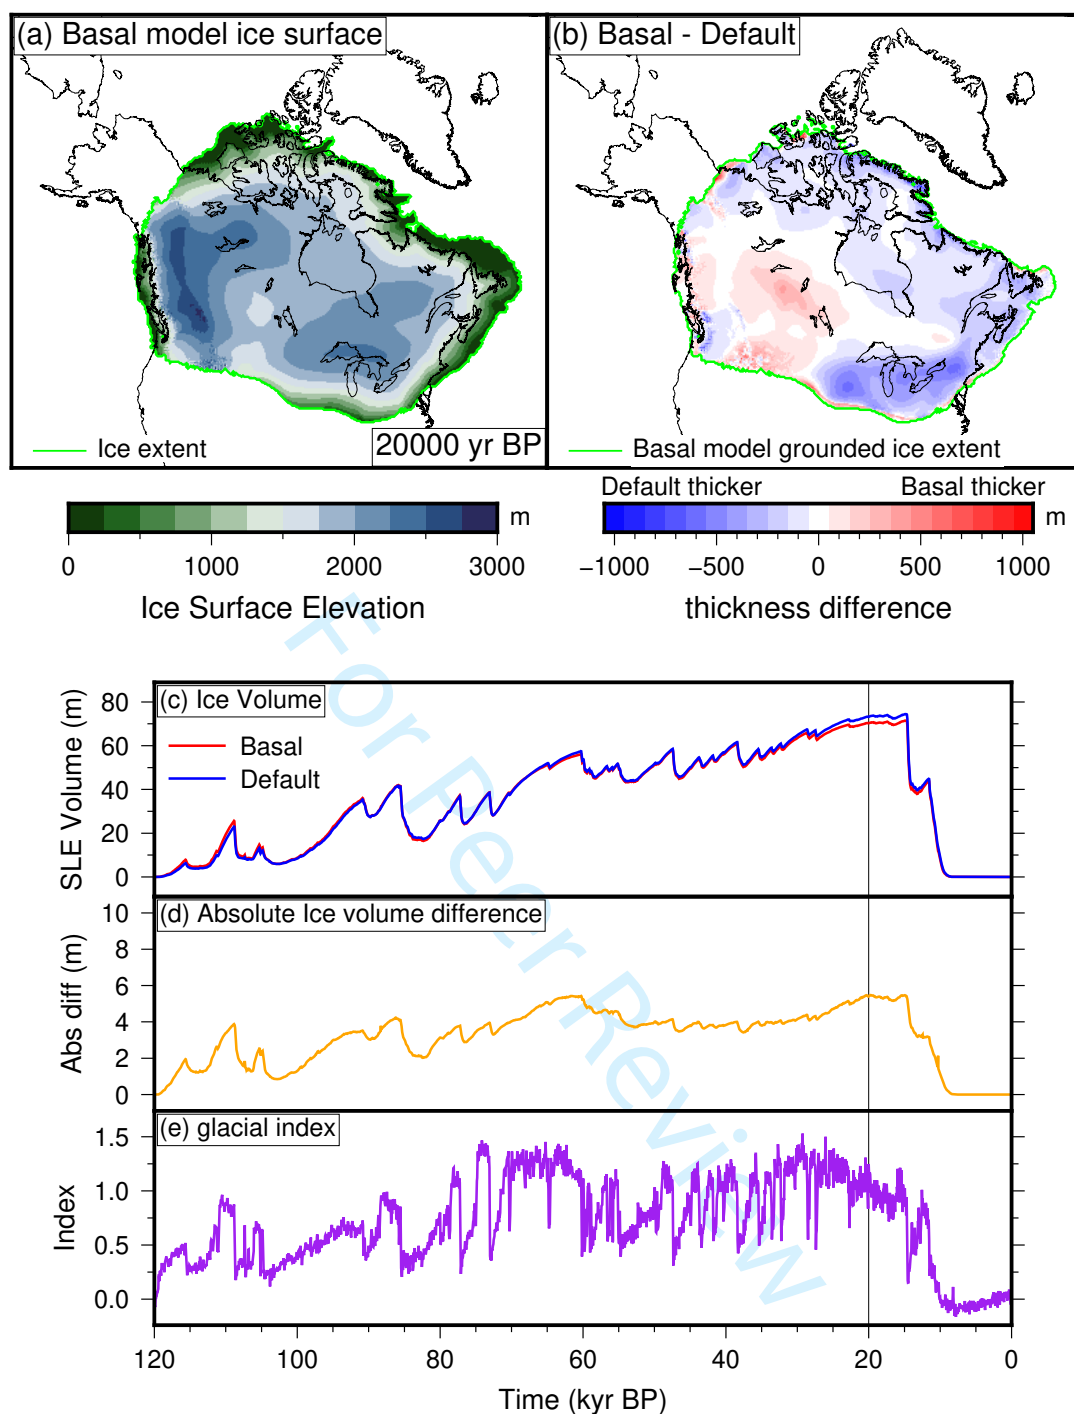 (a) Basal model ice surface
(b) Basal - Default
Ice extent
20000 yr BP
Basal model grounded ice extent
Default thicker
Basal thicker
m
m
0
1000
2000
3000
−1000
−500
0
500
1000
Ice Surface Elevation
thickness difference
For Peer Review
(c) Ice Volume
Basal
Default
SLE Volume (m)
80
60
40
20
0
(d) Absolute Ice volume difference
Abs diff (m)
10
8
6
4
2
0
(e) glacial index
Index
1.5
1.0
0.5
0.0
120
100
80
60
40
20
0
Time (kyr BP)